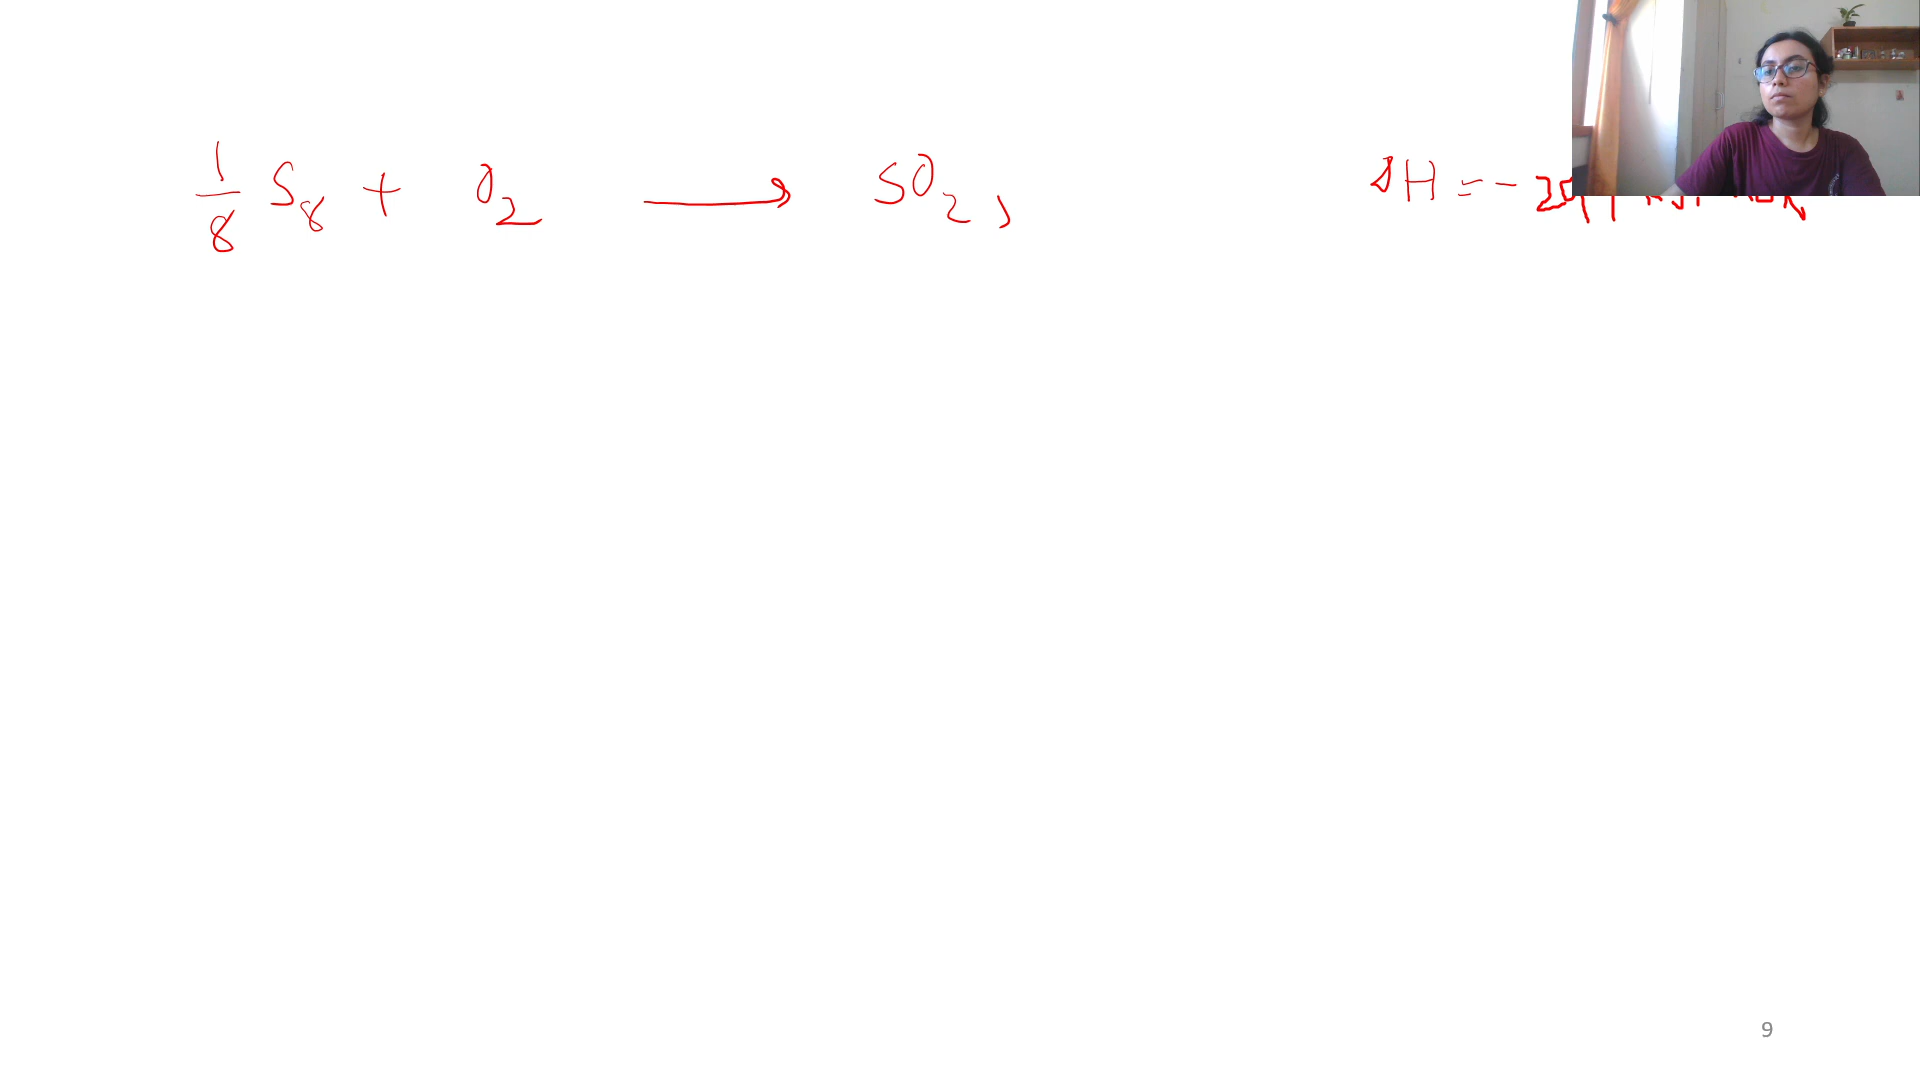 1/8 S₈ + O₂ ⟶ SO₂, ΔH = -
9